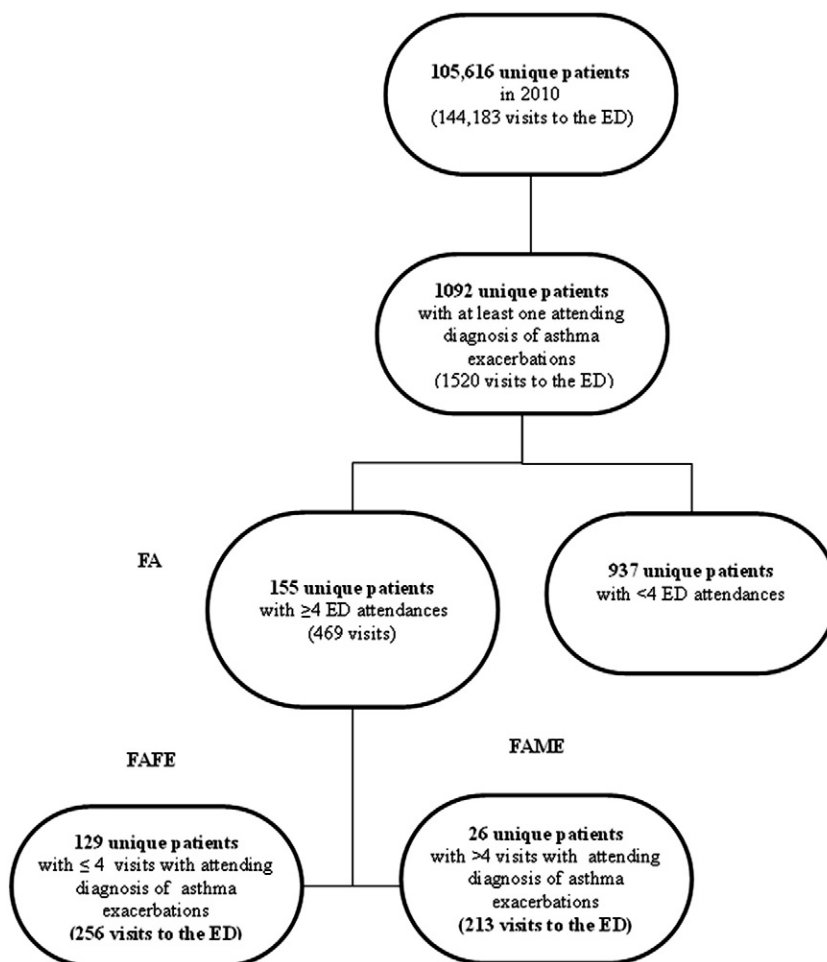 105,616 unique patients
in 2010
(144,183 visits to the ED)
1092 unique patients
with at least one attending
diagnosis of asthma
exacerbations
(1520 visits to the ED)
FA
155 unique patients
with ≥4 ED attendances
(469 visits)
937 unique patients
with <4 ED attendances
FAFE
FAME
129 unique patients
with ≤ 4 visits with attending
diagnosis of asthma
exacerbations
(256 visits to the ED)
26 unique patients
with >4 visits with attending
diagnosis of asthma
exacerbations
(213 visits to the ED)